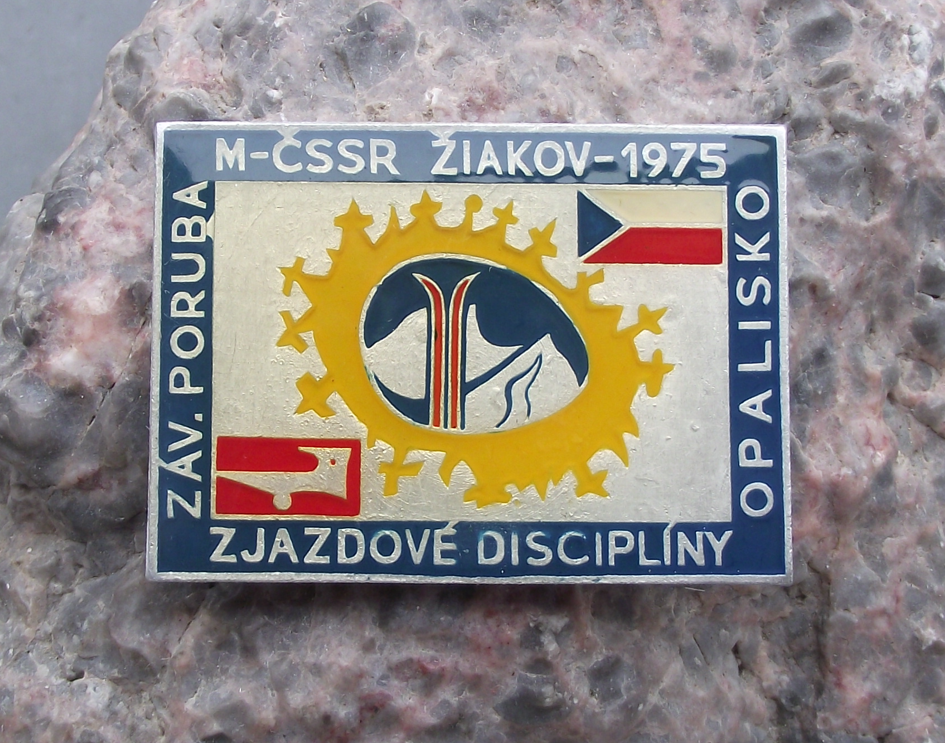 M-ČSSR ŽIAKOV-1975
ZÁV. PORUBA
OPALISKO
ZJAZDOVÉ DISCIPLÍNY